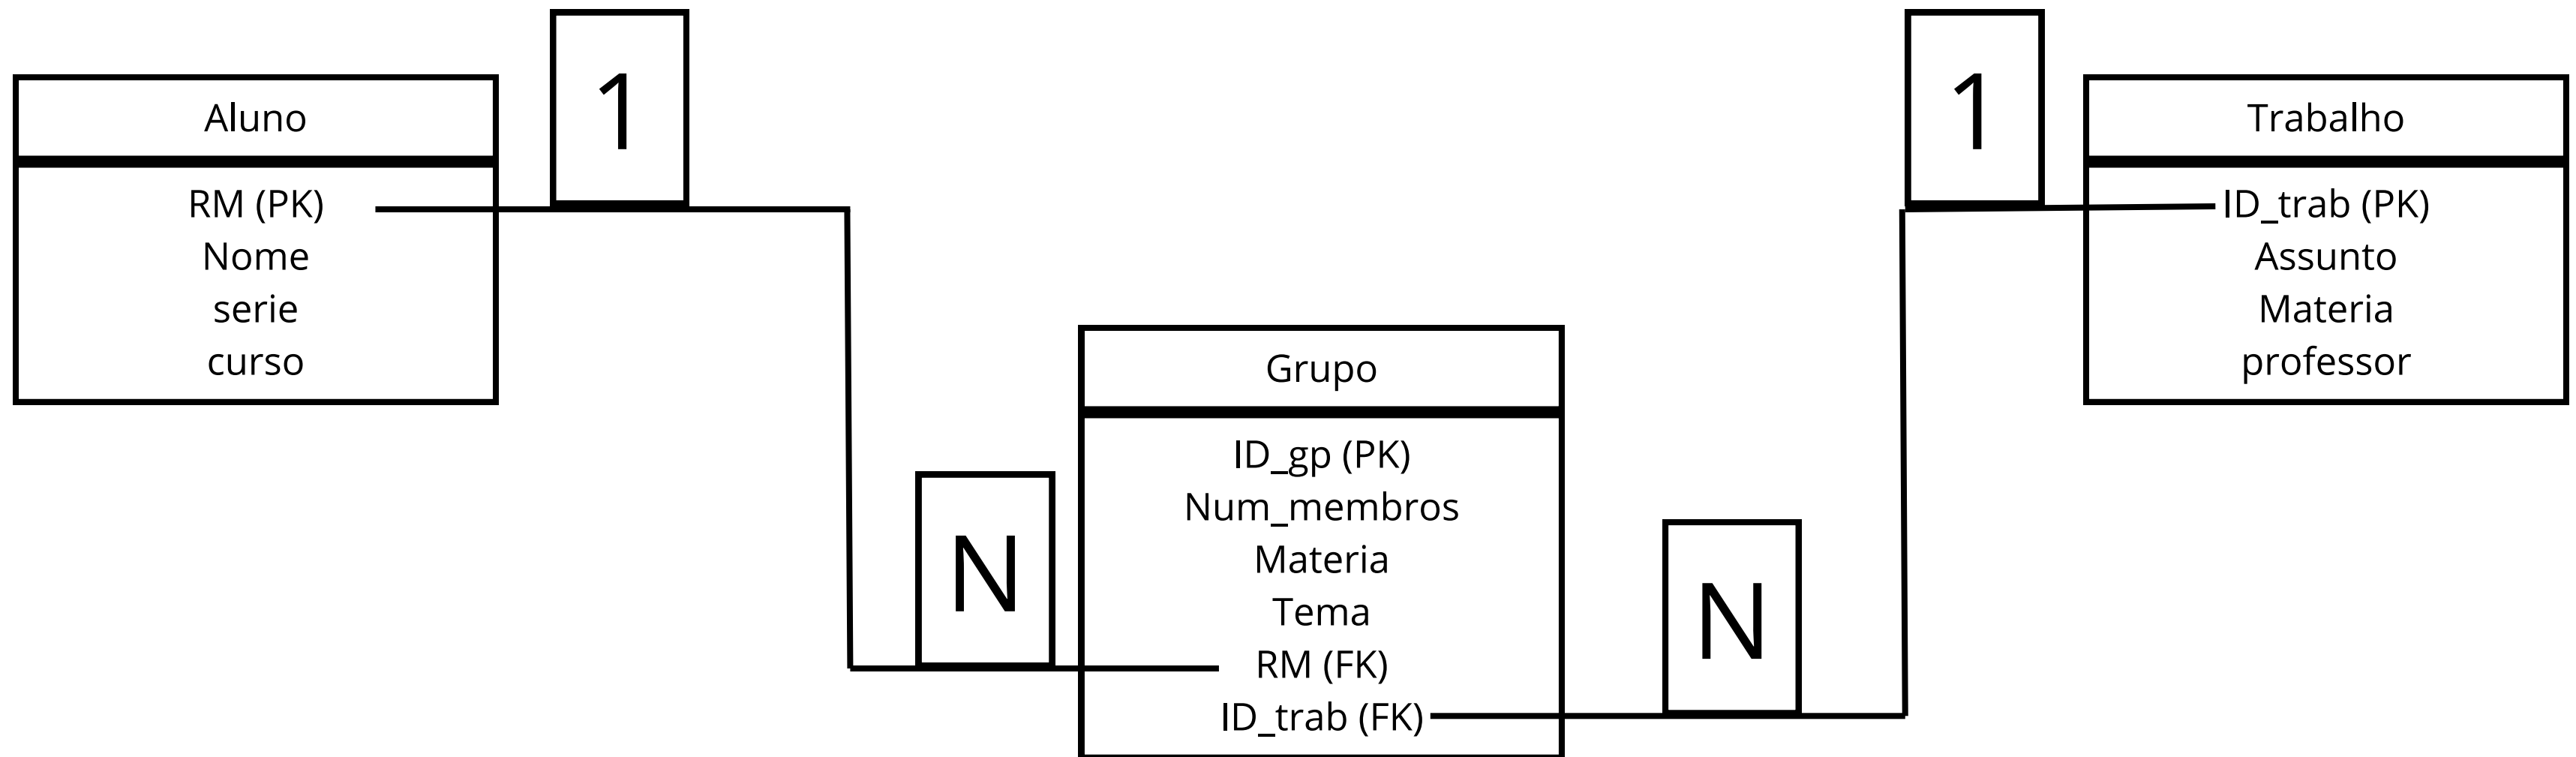 1
1
Aluno
RM (PK)
Nome
serie
curso
Trabalho
ID_trab (PK)
Assunto
Materia
professor
Grupo
ID_gp (PK)
Num_membros
Materia
Tema
RM (FK)
ID_trab (FK)
N
N